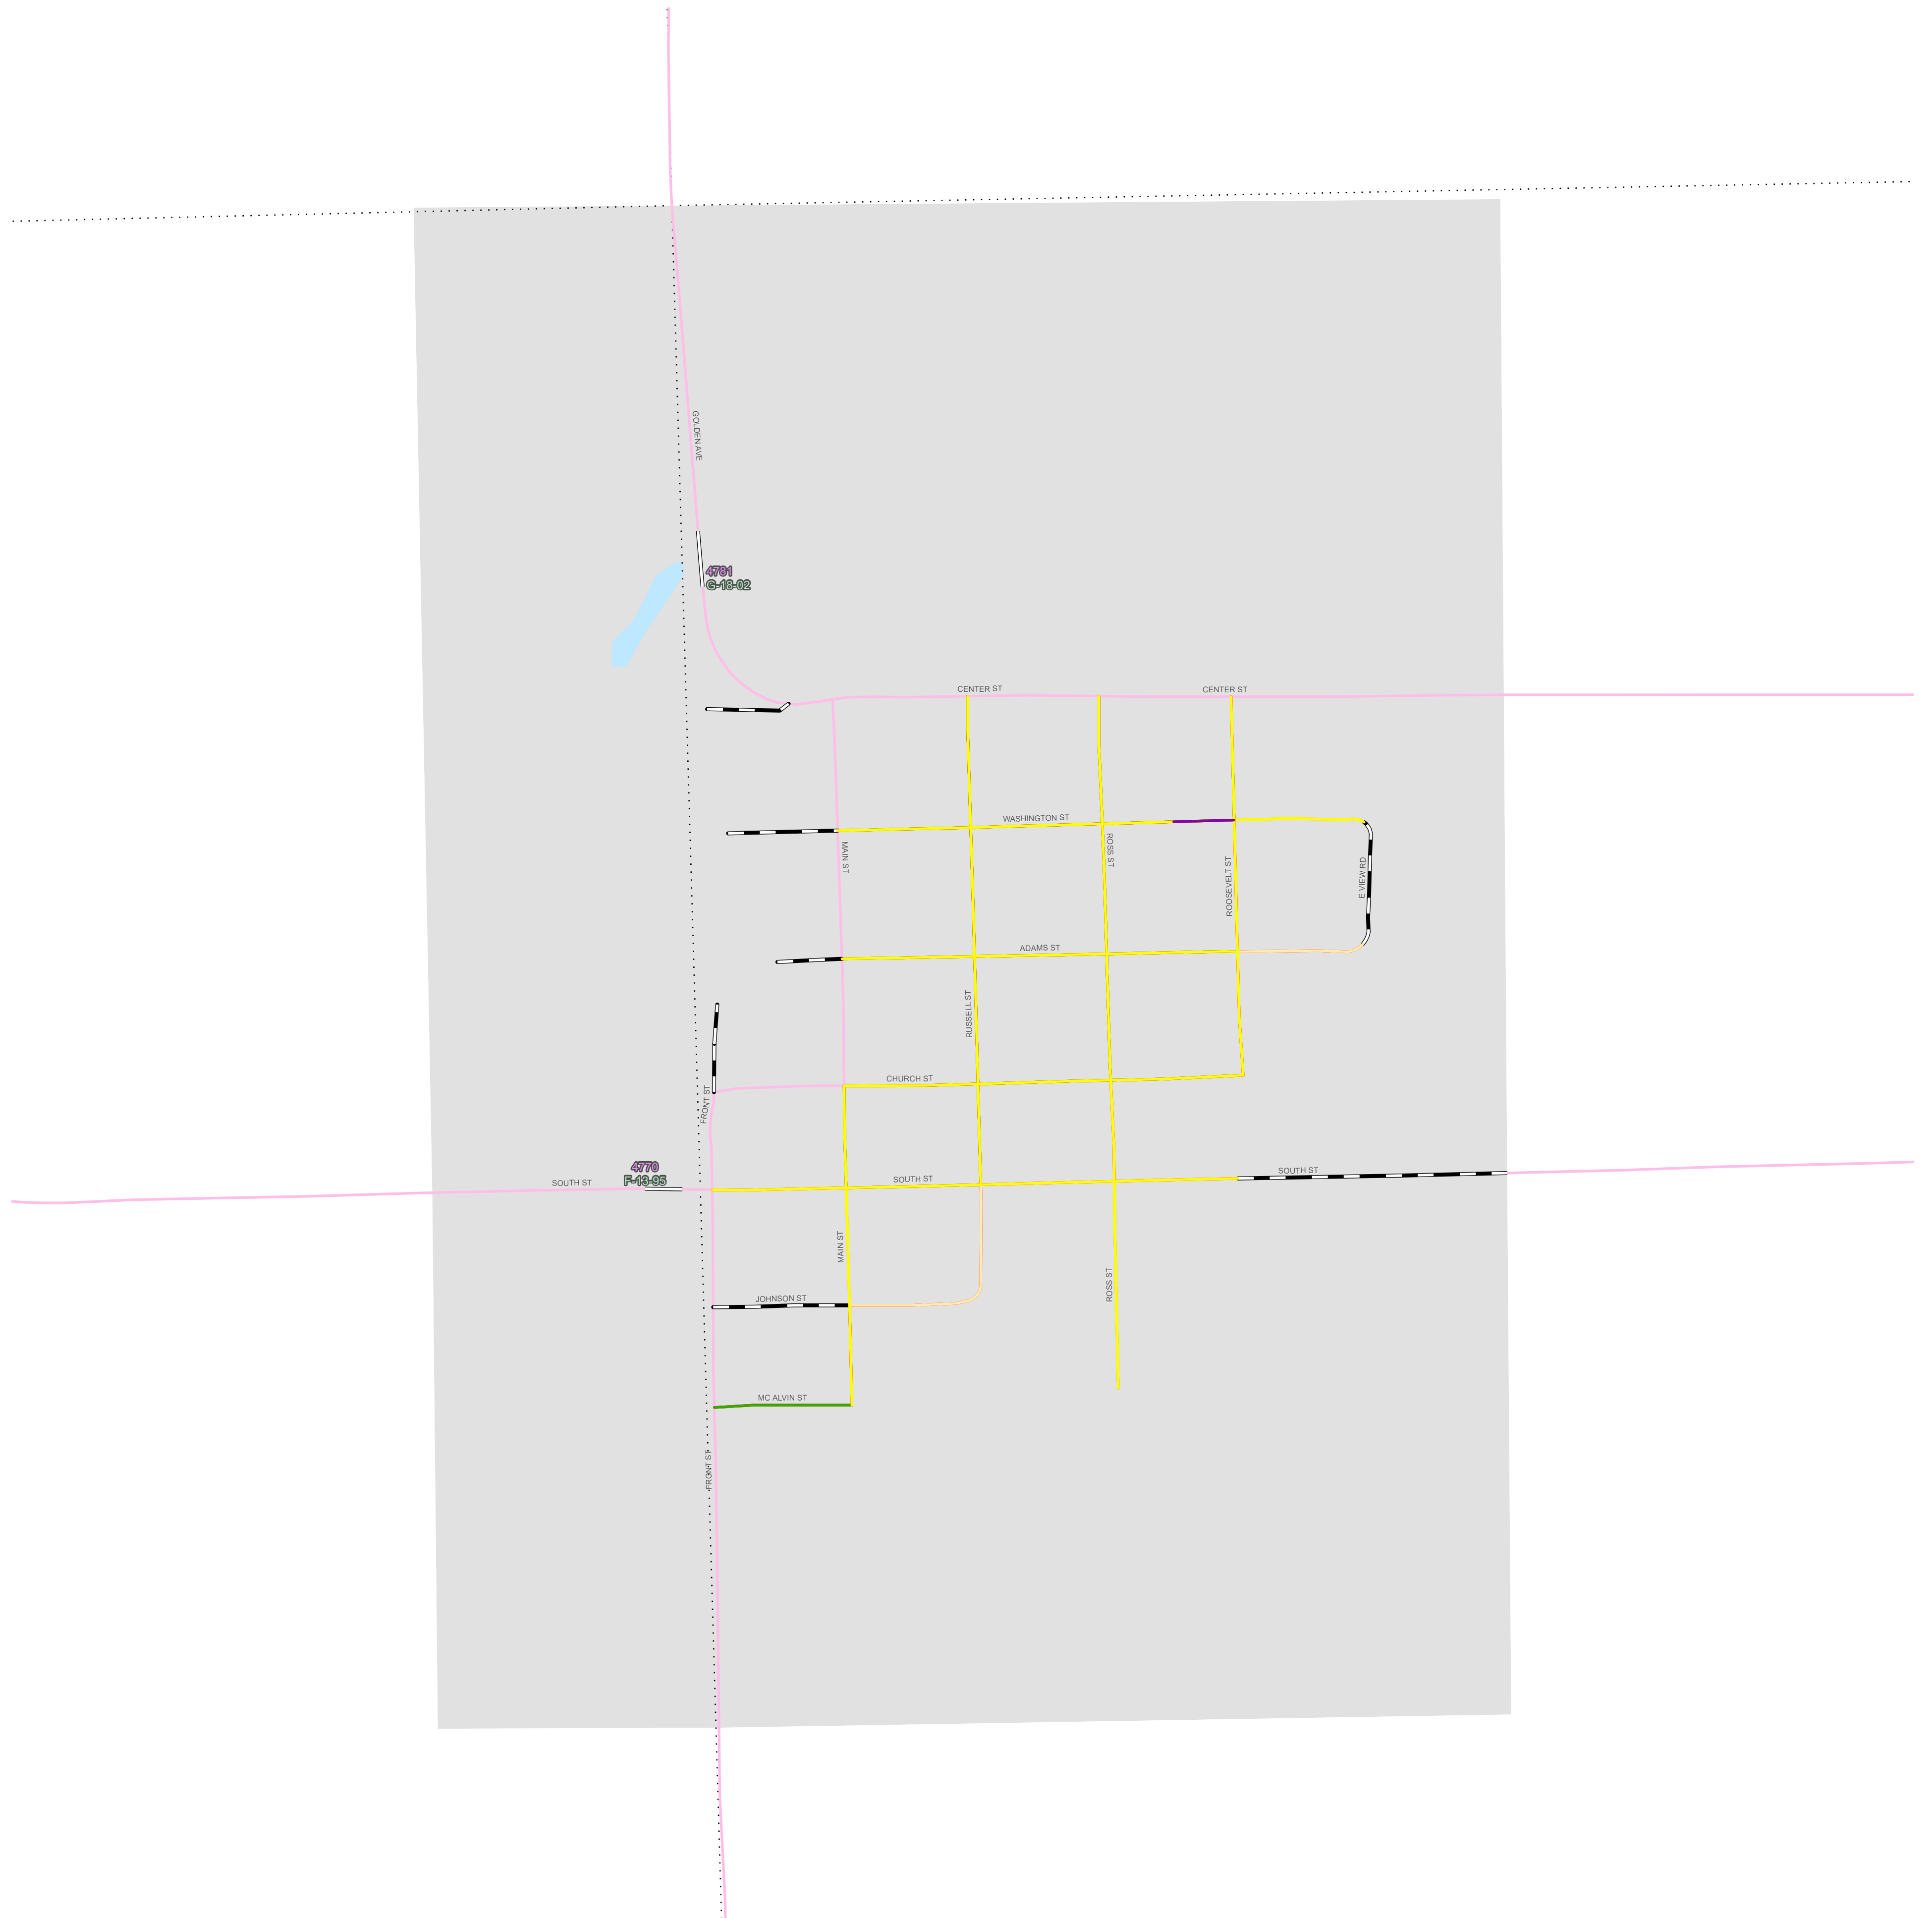 GOLDEN AVE
4781
G-18-02
CENTER ST
CENTER ST
WASHINGTON ST
MAIN ST
ROSS ST
ROOSEVELT ST
E VIEW RD
ADAMS ST
RUSSELL ST
CHURCH ST
FRONT ST
4770
F-13-95
SOUTH ST
SOUTH ST
SOUTH ST
MAIN ST
ROSS ST
JOHNSON ST
MC ALVIN ST
FRONT ST